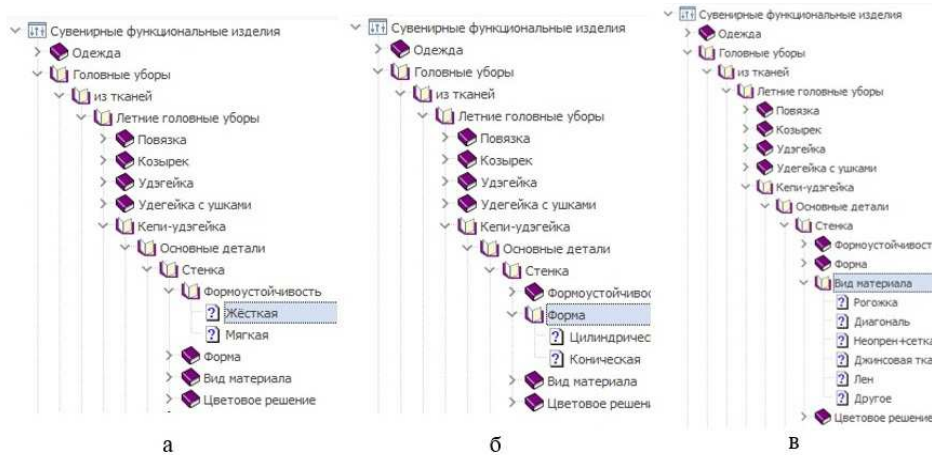 Сувенирные функциональные изделия
Одежда
Головные уборы
из тканей
Летние головные уборы
Повязка
Козырек
Удэгейка
Удегейка с ушками
Кепи-удэгейка
Основные детали
Стенка
Формоустойчивость
Жёсткая
Мягкая
Форма
Вид материала
Цветовое решение
а
Сувенирные функциональные изделия
Одежда
Головные уборы
из тканей
Летние головные уборы
Повязка
Козырек
Удэгейка
Удегейка с ушками
Кепи-удэгейка
Основные детали
Стенка
Формоустойчивос
Форма
Цилиндричес
Коническая
Вид материала
Цветовое решени
б
Сувенирные функциональные изделия
Одежда
Головные уборы
из тканей
Летние головные уборы
Повязка
Козырек
Удэгейка
Удегейка с ушками
Кепи-удэгейка
Основные детали
Стенка
Формоустойчивост
Форма
Вид материала
Рогожка
Диагональ
Неопрен+сетка
Джинсовая тка
Лен
Другое
Цветовое решение
в